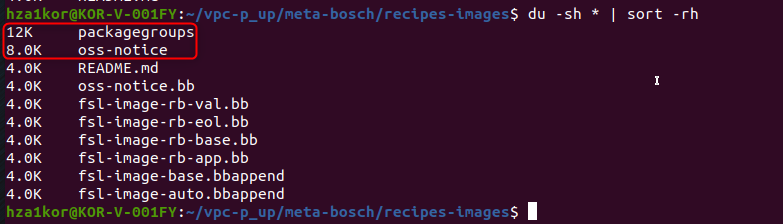 hza1kor@KOR-V-001FY:~/vpc-p_up/meta-bosch/recipes-images$ du -sh * | sort -rh
12K packagegroups
8.0K oss-notice
4.0K README.md
4.0K oss-notice.bb
4.0K fsl-image-rb-val.bb
4.0K fsl-image-rb-eol.bb
4.0K fsl-image-rb-base.bb
4.0K fsl-image-rb-app.bb
4.0K fsl-image-base.bbappend
4.0K fsl-image-auto.bbappend
hza1kor@KOR-V-001FY:~/vpc-p_up/meta-bosch/recipes-images$